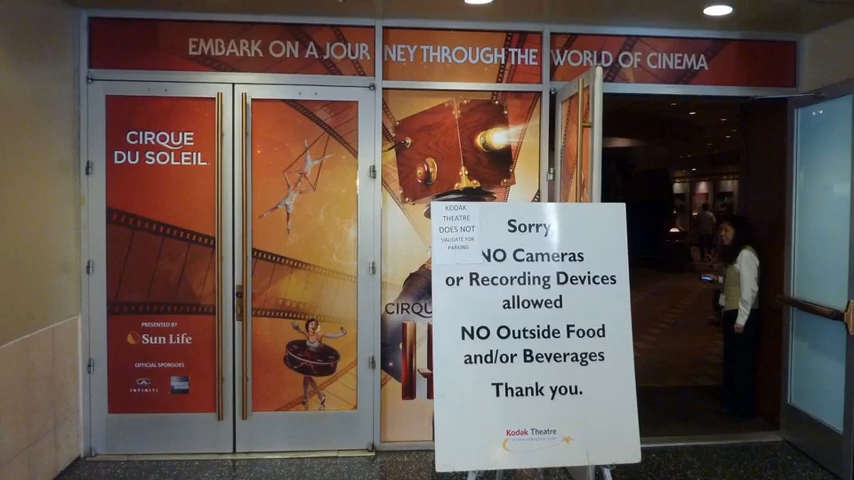 EMBARK ON A JOURNEY THROUGH THE WORLD OF CINEMA
CIRQUE
DU SOLEIL
PRESENTED BY
Sun Life
OFFICIAL SPONSORS
INFINITI
CIRQU
KODAK
THEATRE
DOES NOT
VALIDATE FOR
PARKING
Sorry
NO Cameras
or Recording Devices
allowed
NO Outside Food
and/or Beverages
Thank you.
Kodak Theatre